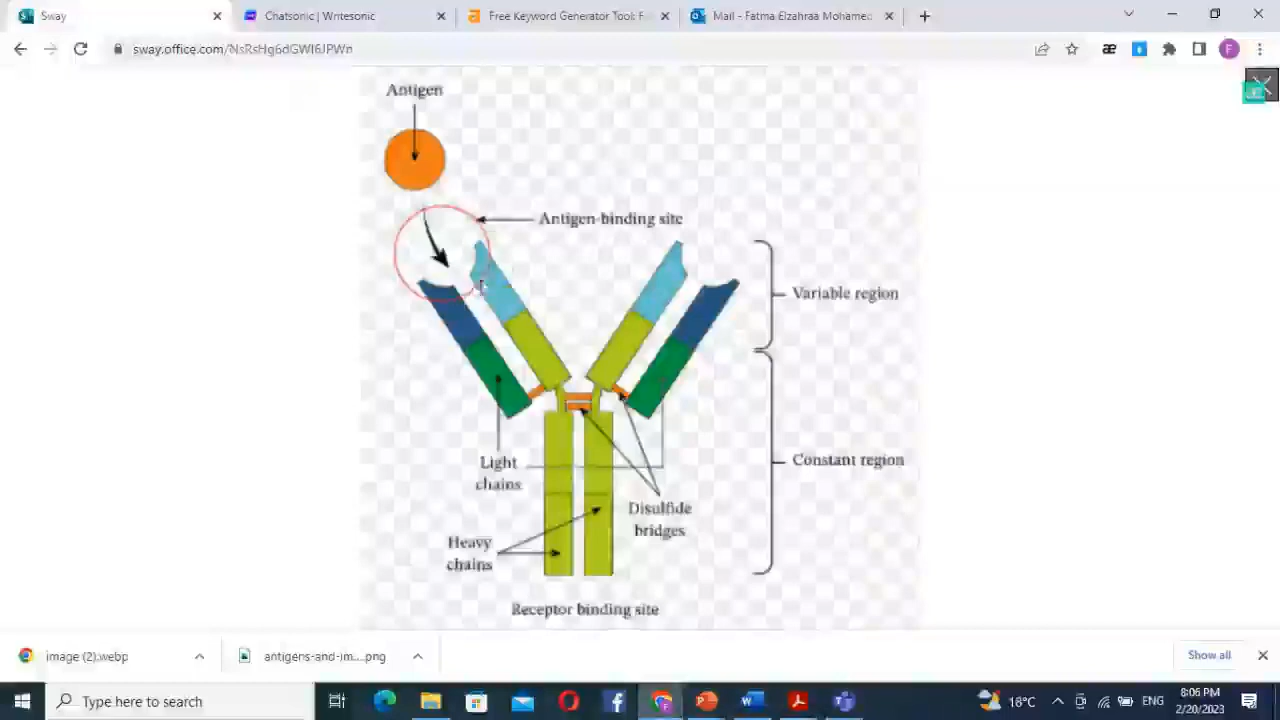 Sway
Chatsonic | Writesonic
Free Keyword Generator Tool: F
Mail - Fatma Elzahraa Mohamed
sway.office.com/NsRsHg6dGWI6JPWn
F
Antigen
Antigen-binding site
Variable region
Constant region
Light
chains
Disulfide
bridges
Heavy
chains
Receptor binding site
image (2).webp
antigens-and-im....png
Show all
Type here to search
18°C
ENG
8:06 PM
2/20/2023